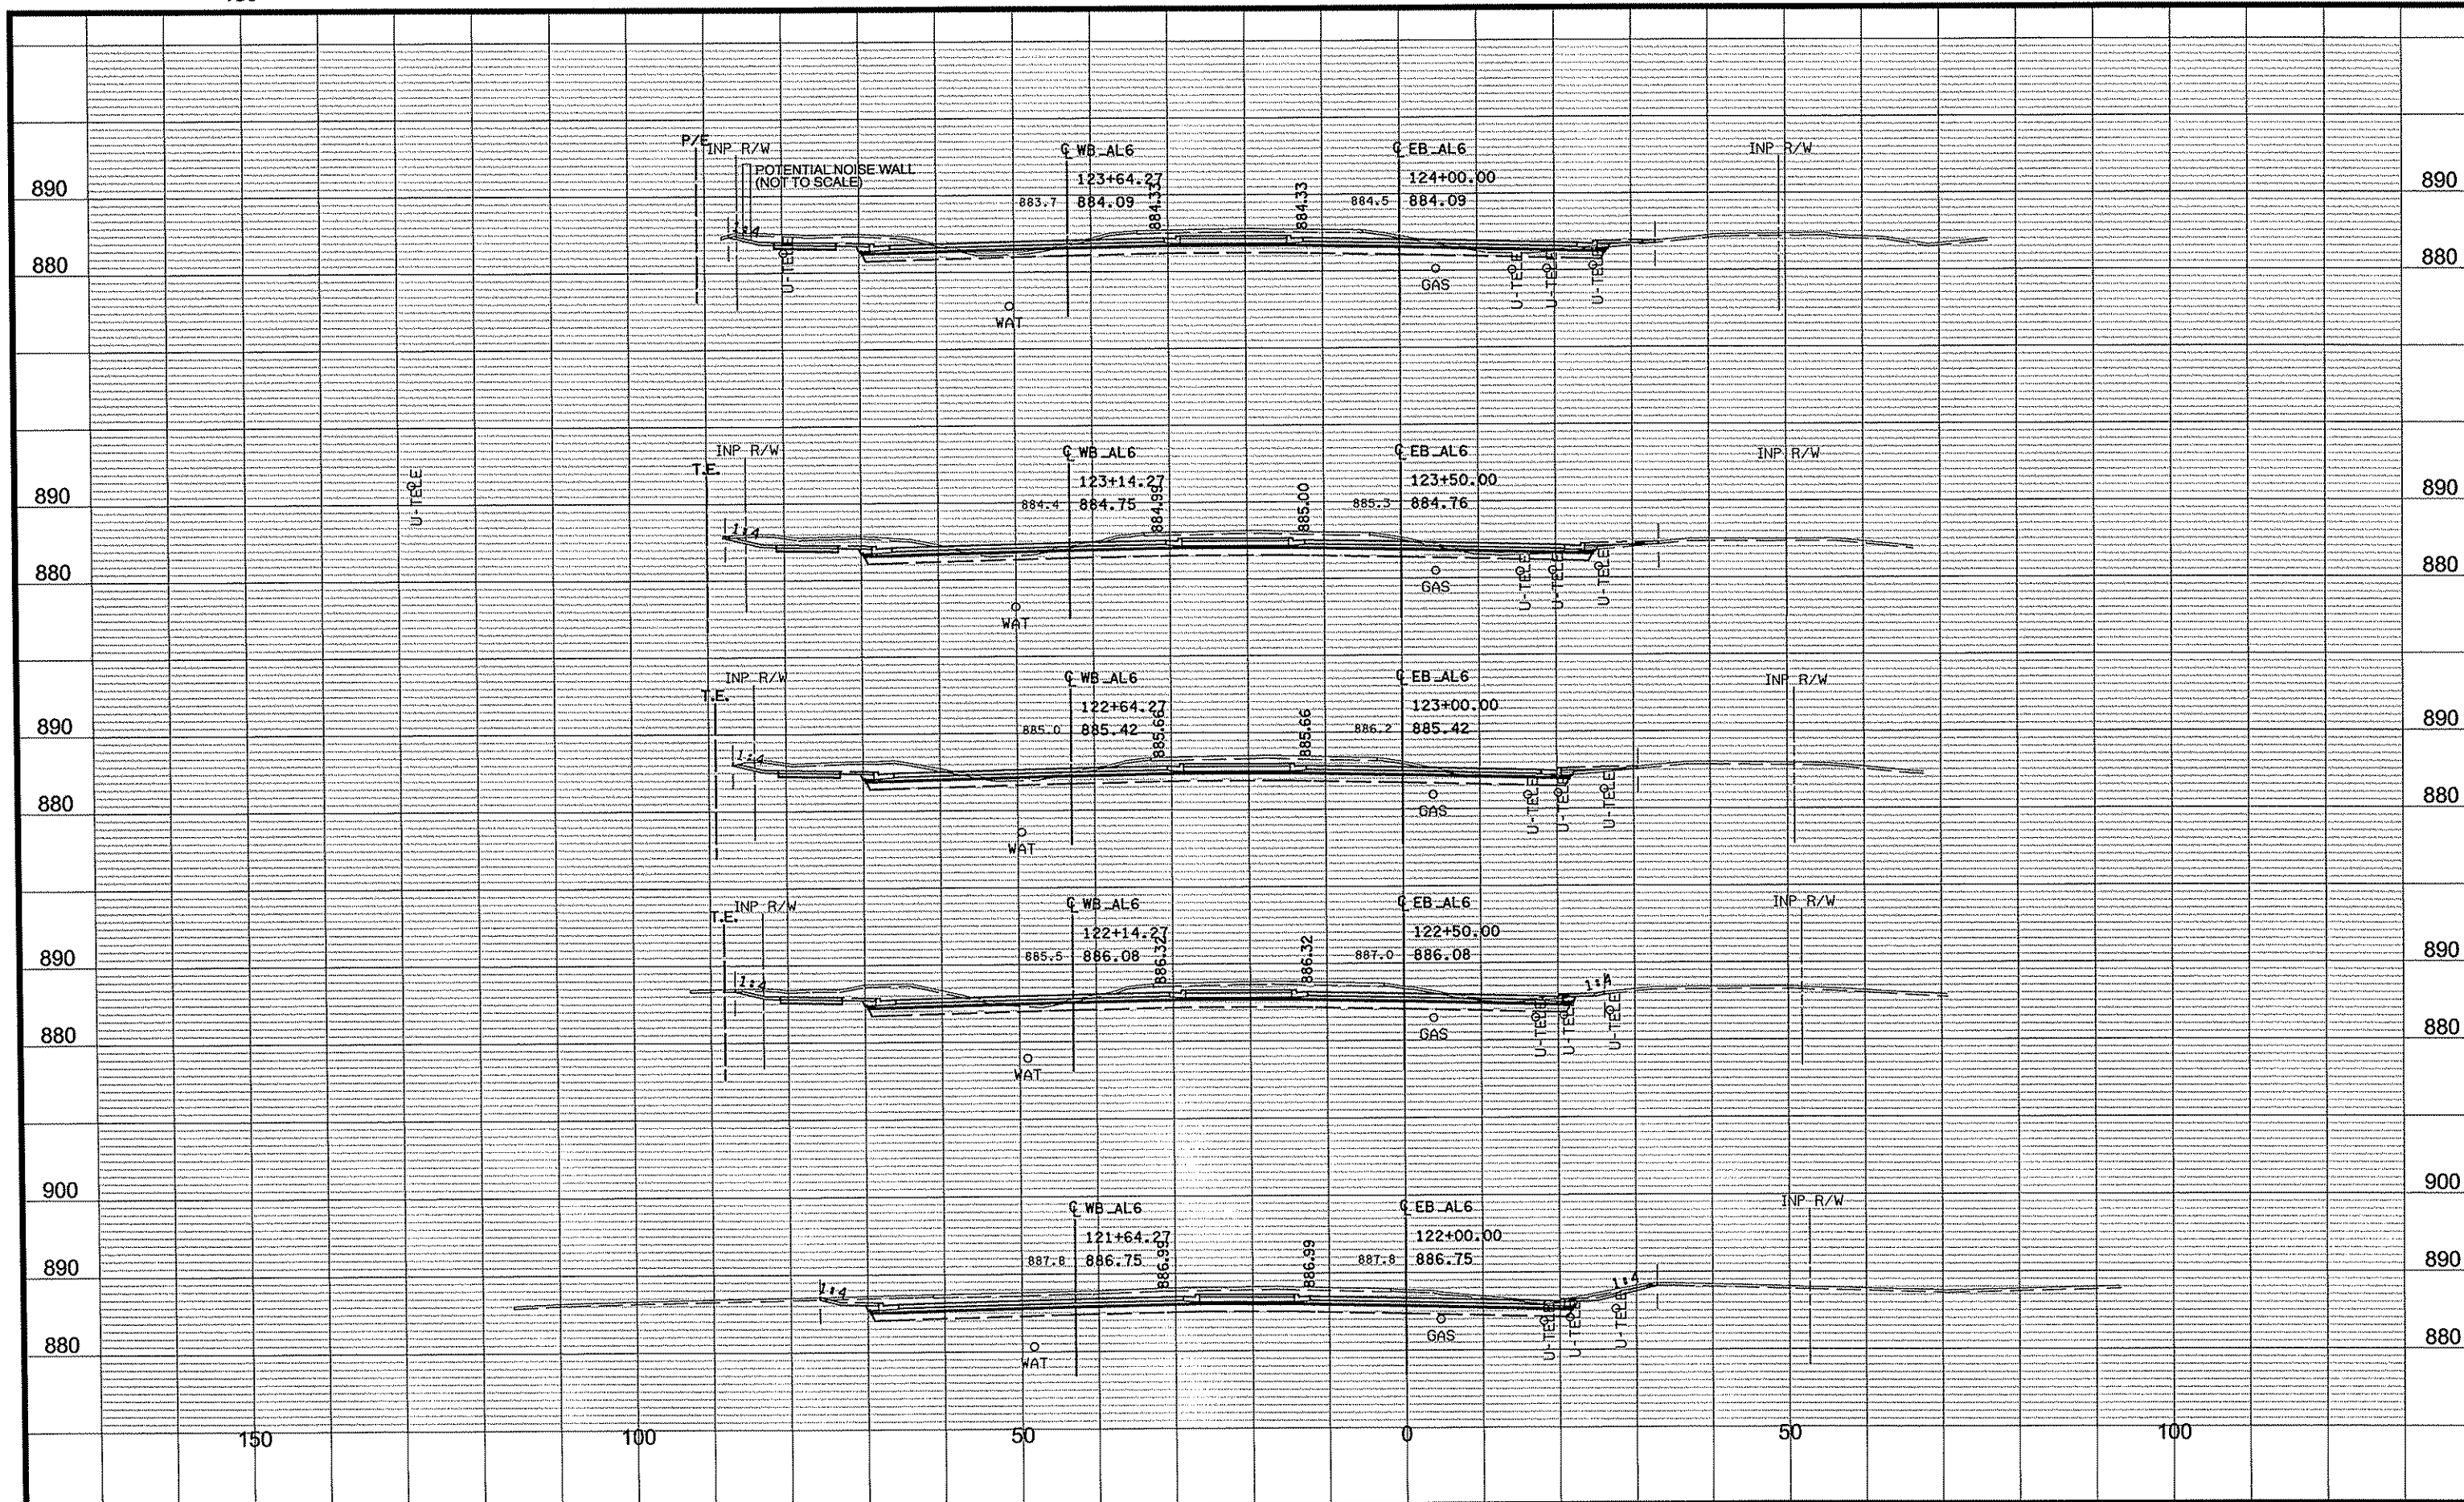 P/E
INP R/W
℄ WB_AL6
℄ EB_AL6
INP R/W
POTENTIAL NOISE WALL
(NOT TO SCALE)
123+64.27
124+00.00
890
883.7 884.09
884.33
884.33
884.5 884.09
890
1:4
880
U-TELE
GAS
U-TELE
U-TELE
U-TELE
880
WAT
INP R/W
℄ WB_AL6
℄ EB_AL6
INP R/W
T.E.
123+14.27
123+50.00
890
U-TELE
884.4 884.75
884.99
885.00
885.3 884.76
890
1:4
880
GAS
U-TELE
U-TELE
U-TELE
880
WAT
INP R/W
℄ WB_AL6
℄ EB_AL6
INP R/W
T.E.
122+64.27
123+00.00
890
885.0 885.42
885.66
885.66
886.2 885.42
890
1:4
880
GAS
U-TELE
U-TELE
U-TELE
880
WAT
INP R/W
℄ WB_AL6
℄ EB_AL6
INP R/W
T.E.
122+14.27
122+50.00
890
885.5 886.08
886.32
886.32
887.0 886.08
890
1:4
1:4
880
GAS
U-TELE
U-TELE
U-TELE
880
WAT
900
℄ WB_AL6
℄ EB_AL6
INP R/W
900
121+64.27
122+00.00
890
887.8 886.75
886.99
886.99
887.8 886.75
890
1:4
1:4
880
GAS
U-TELE
U-TELE
U-TELE
880
WAT
150 100 50 0 50 100